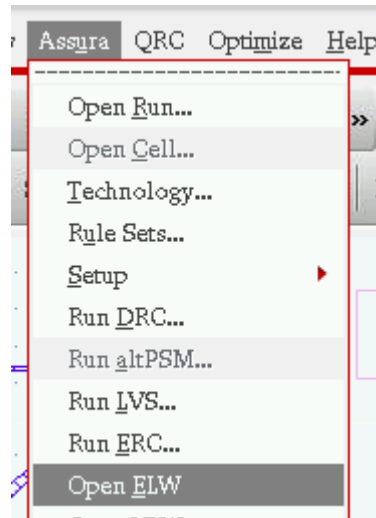 Assura QRC Optimize Help
Open Run...
»
Open Cell...
Technology...
Rule Sets...
Setup
Run DRC...
Run altPSM...
Run LVS...
Run ERC...
Open ELW